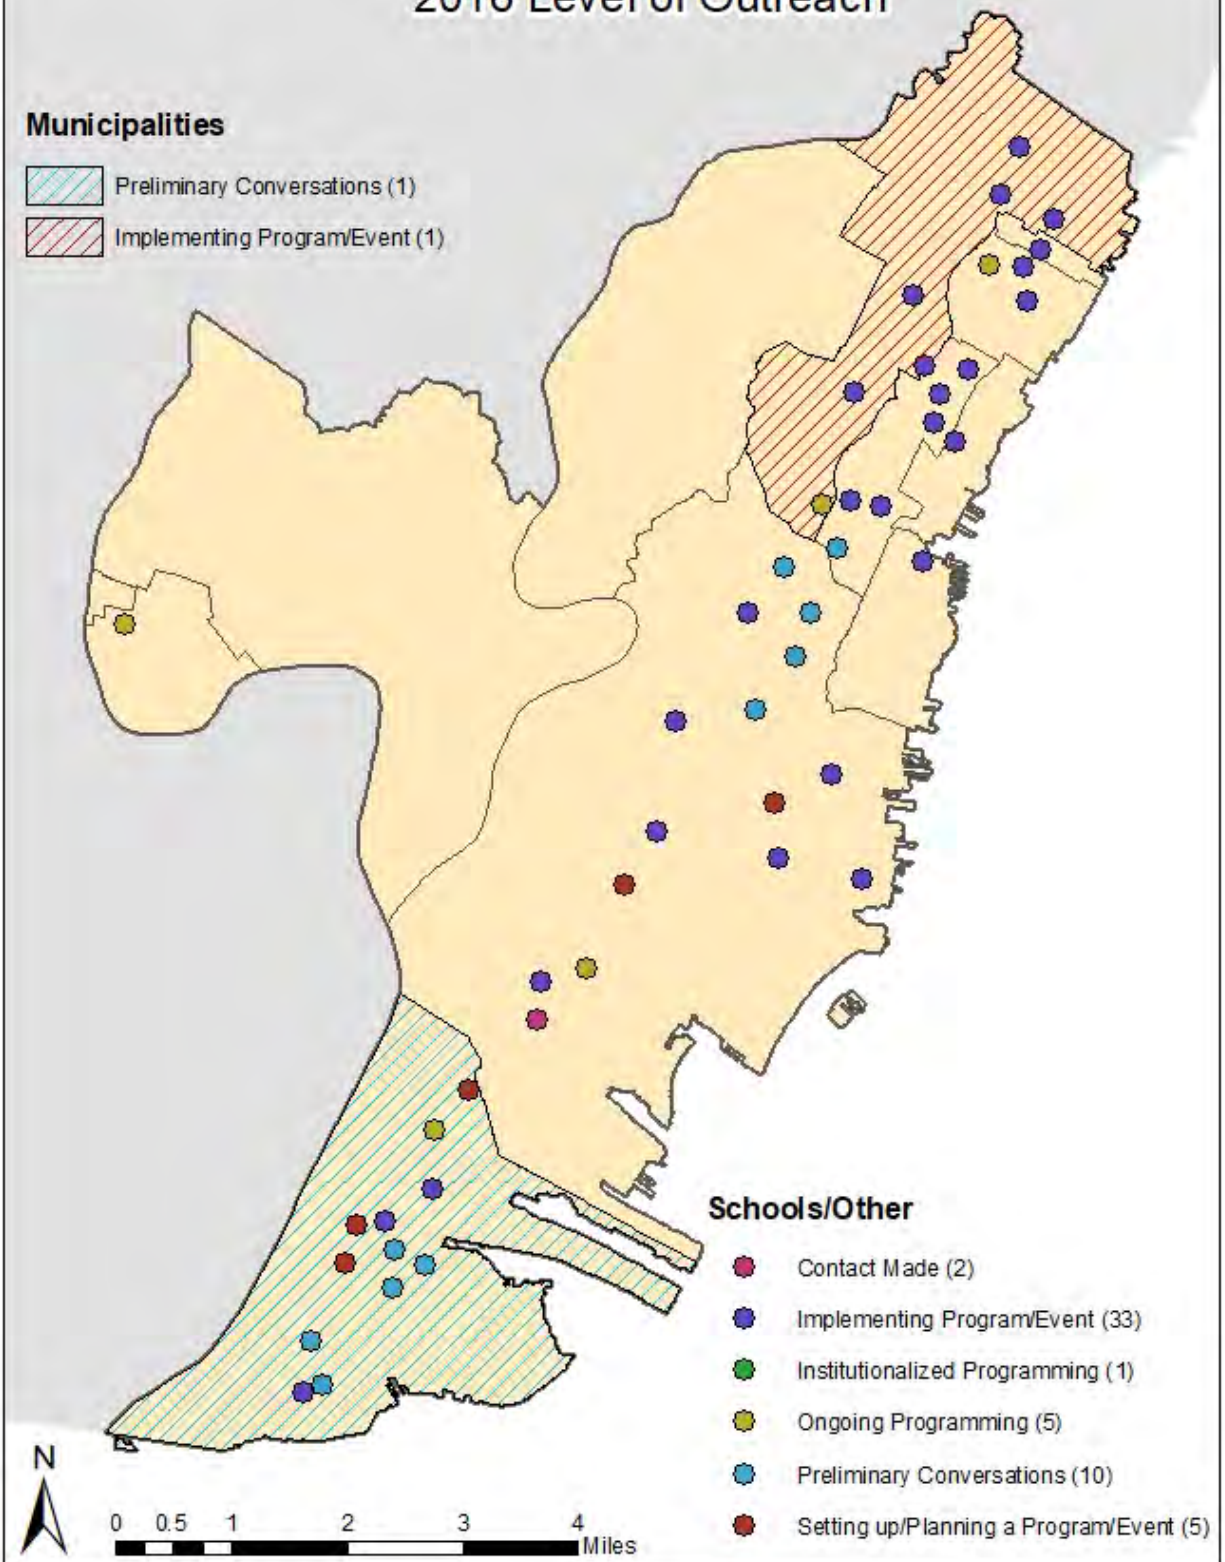 2016 Level of Outreach
Municipalities
Preliminary Conversations (1)
Implementing Program/Event (1)
Schools/Other
Contact Made (2)
Implementing Program/Event (33)
Institutionalized Programming (1)
Ongoing Programming (5)
Preliminary Conversations (10)
Setting up/Planning a Program/Event (5)
N
0 0.5 1 2 3 4
Miles